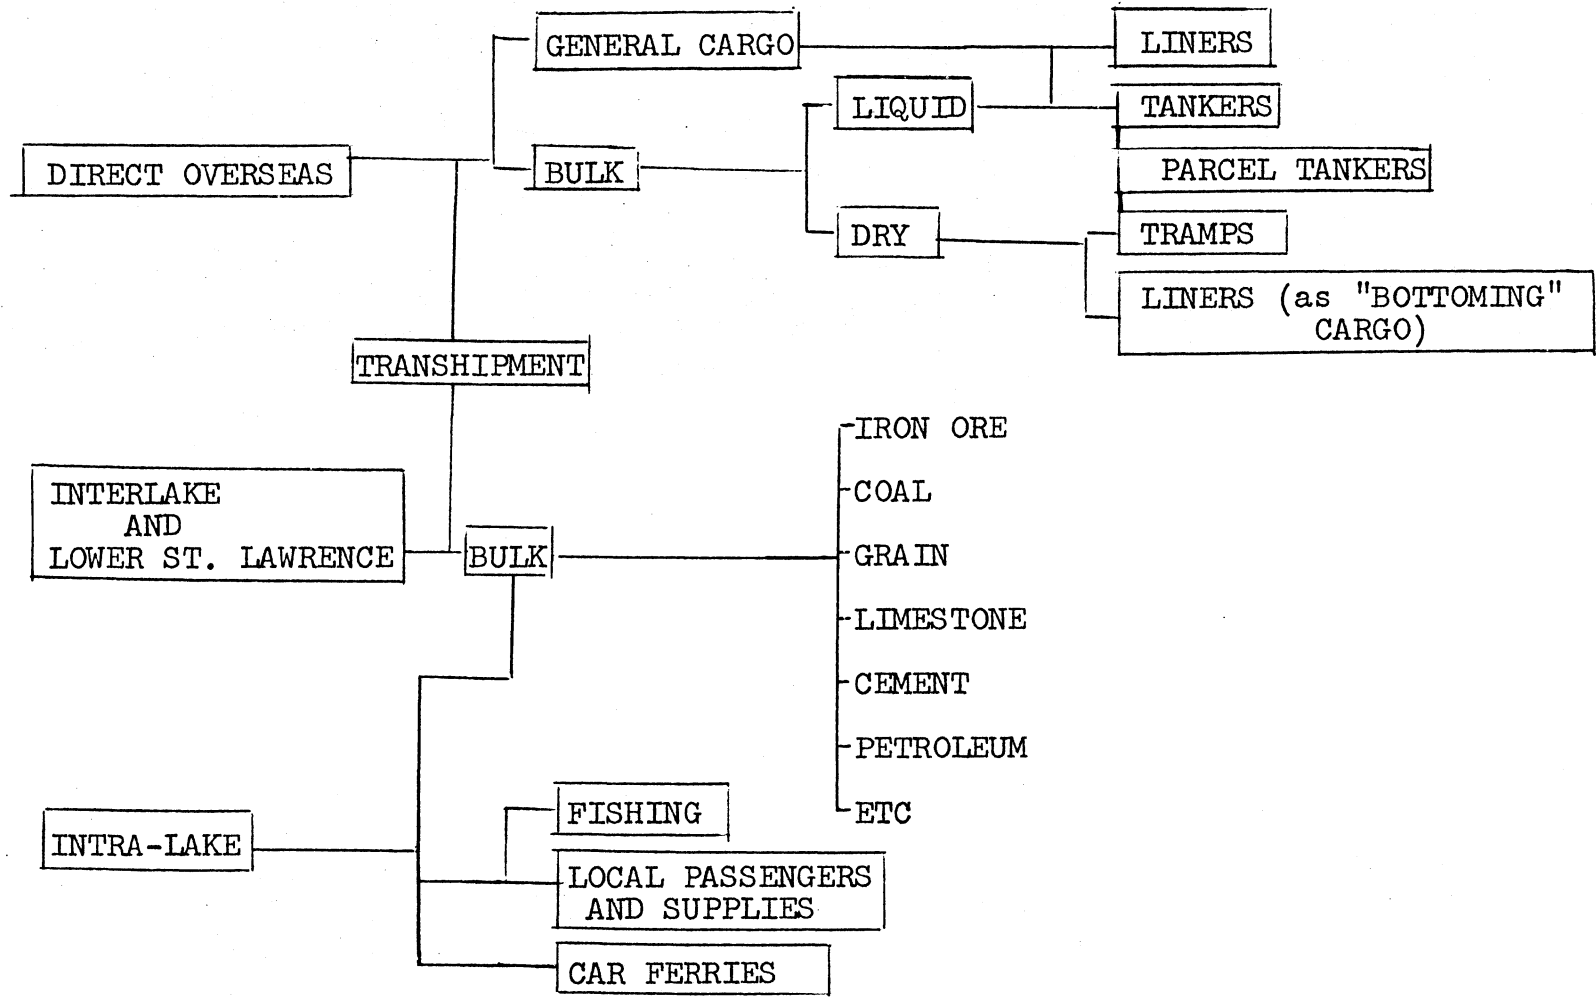 GENERAL CARGO
LINERS
LIQUID
TANKERS
DIRECT OVERSEAS
BULK
PARCEL TANKERS
DRY
TRAMPS
LINERS (as "BOTTOMING"
CARGO)
TRANSHIPMENT
IRON ORE
COAL
INTERLAKE
AND
LOWER ST. LAWRENCE
BULK
GRAIN
LIMESTONE
CEMENT
PETROLEUM
ETC
INTRA-LAKE
FISHING
LOCAL PASSENGERS
AND SUPPLIES
CAR FERRIES